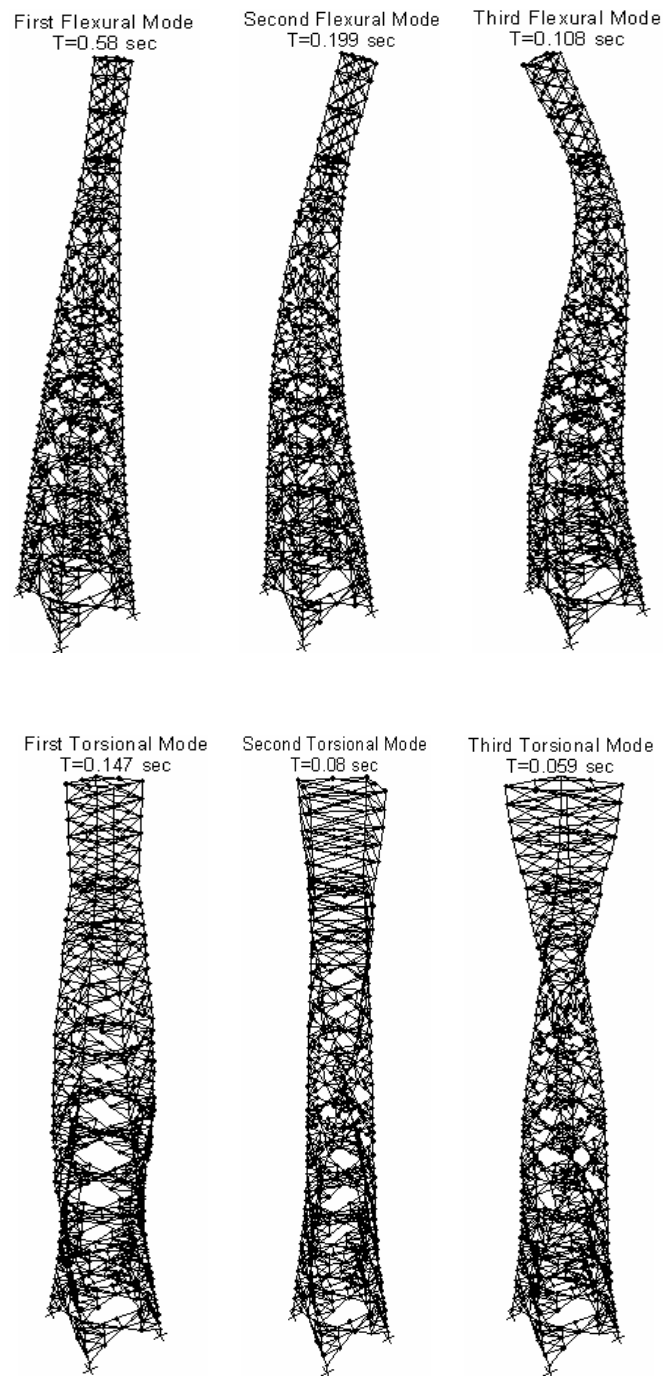 First Flexural Mode
T=0.58 sec
Second Flexural Mode
T=0.199 sec
Third Flexural Mode
T=0.108 sec
First Torsional Mode
T=0.147 sec
Second Torsional Mode
T=0.08 sec
Third Torsional Mode
T=0.059 sec